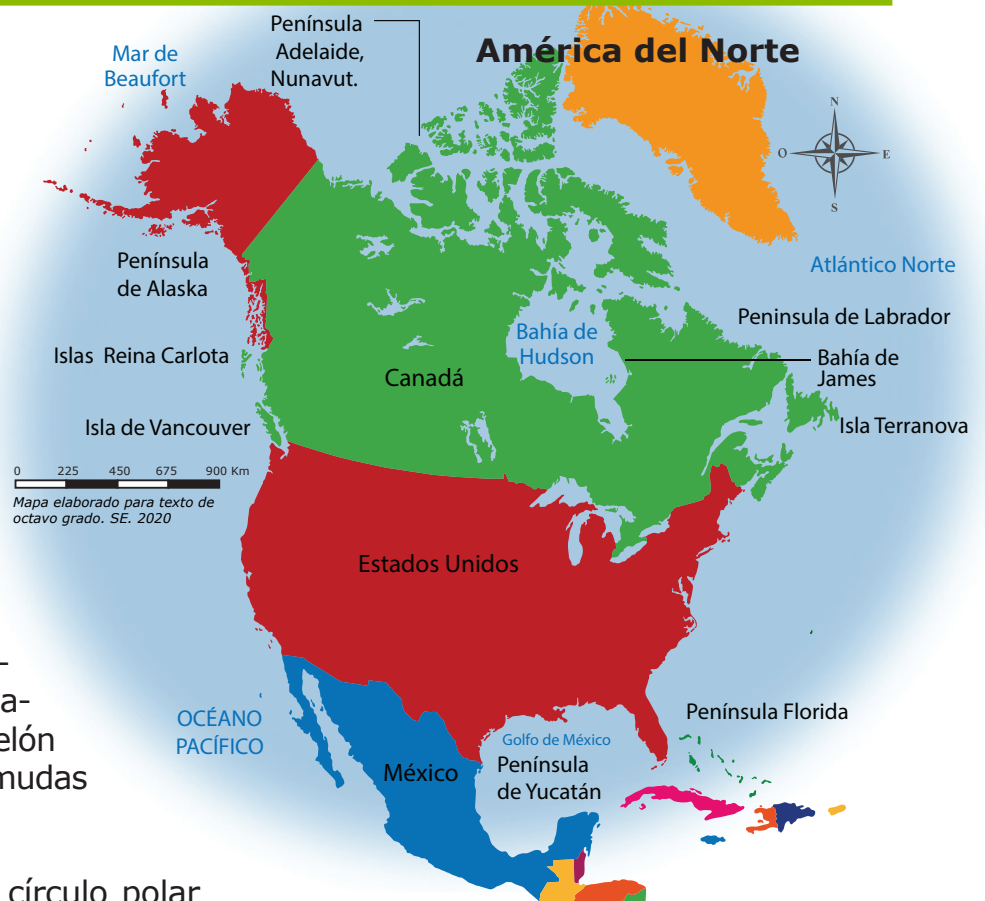 América del Norte
Península
Adelaide,
Nunavut.
Mar de
Beaufort
N
O
E
S
Península
de Alaska
Atlántico Norte
Peninsula de Labrador
Bahía de
Hudson
Bahía de
James
Islas Reina Carlota
Canadá
Isla de Vancouver
Isla Terranova
0 225 450 675 900 Km
Mapa elaborado para texto de
octavo grado. SE. 2020
Estados Unidos
OCÉANO
PACÍFICO
Península Florida
Golfo de México
Península
de Yucatán
México
-
a-
elón
mudas
círculo polar